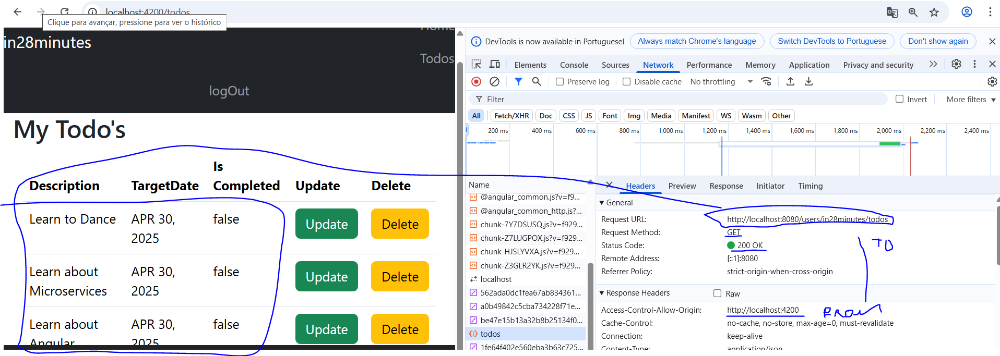 localhost:4200/todos
Clique para avançar, pressione para ver o histórico
in28minutes
Home
Todos
logOut
My Todo's
Description TargetDate Is Completed Update Delete
Learn to Dance APR 30, 2025 false Update Delete
Learn about Microservices APR 30, 2025 false Update Delete
Learn about Angular APR 30, 2025 false Update Delete
DevTools is now available in Portuguese! Always match Chrome's language Switch DevTools to Portuguese Don't show again
Elements Console Sources Network Performance Memory Application Privacy and security
Preserve log Disable cache No throttling
Filter Invert More filters
All Fetch/XHR Doc CSS JS Font Img Media Manifest WS Wasm Other
200 ms 400 ms 600 ms 800 ms 1,000 ms 1,200 ms 1,400 ms 1,600 ms 1,800 ms 2,000 ms 2,200 ms 2,400 ms
Name
@angular_common.js?v=f9...
@angular_common_http.js?...
chunk-7Y7DSUSQ.js?v=f929...
chunk-Z7LUGPOX.js?v=f929...
chunk-HJSLYVXA.js?v=f929...
chunk-Z3GLR2YK.js?v=f929...
localhost
562ada0dc1fea67ab834361...
a0b49842c5cba734228f71e...
be47e15b13a32b8b25134f0...
todos
1fe64f402e560eba3b63c725...
Headers Preview Response Initiator Timing
General
Request URL: http://localhost:8080/users/in28minutes/todos
Request Method: GET
Status Code: 200 OK
TO
Remote Address: [::1]:8080
Referrer Policy: strict-origin-when-cross-origin
Response Headers Raw
Access-Control-Allow-Origin: http://localhost:4200
FROM
Cache-Control: no-cache, no-store, max-age=0, must-revalidate
Connection: keep-alive
Content-Type: application/json